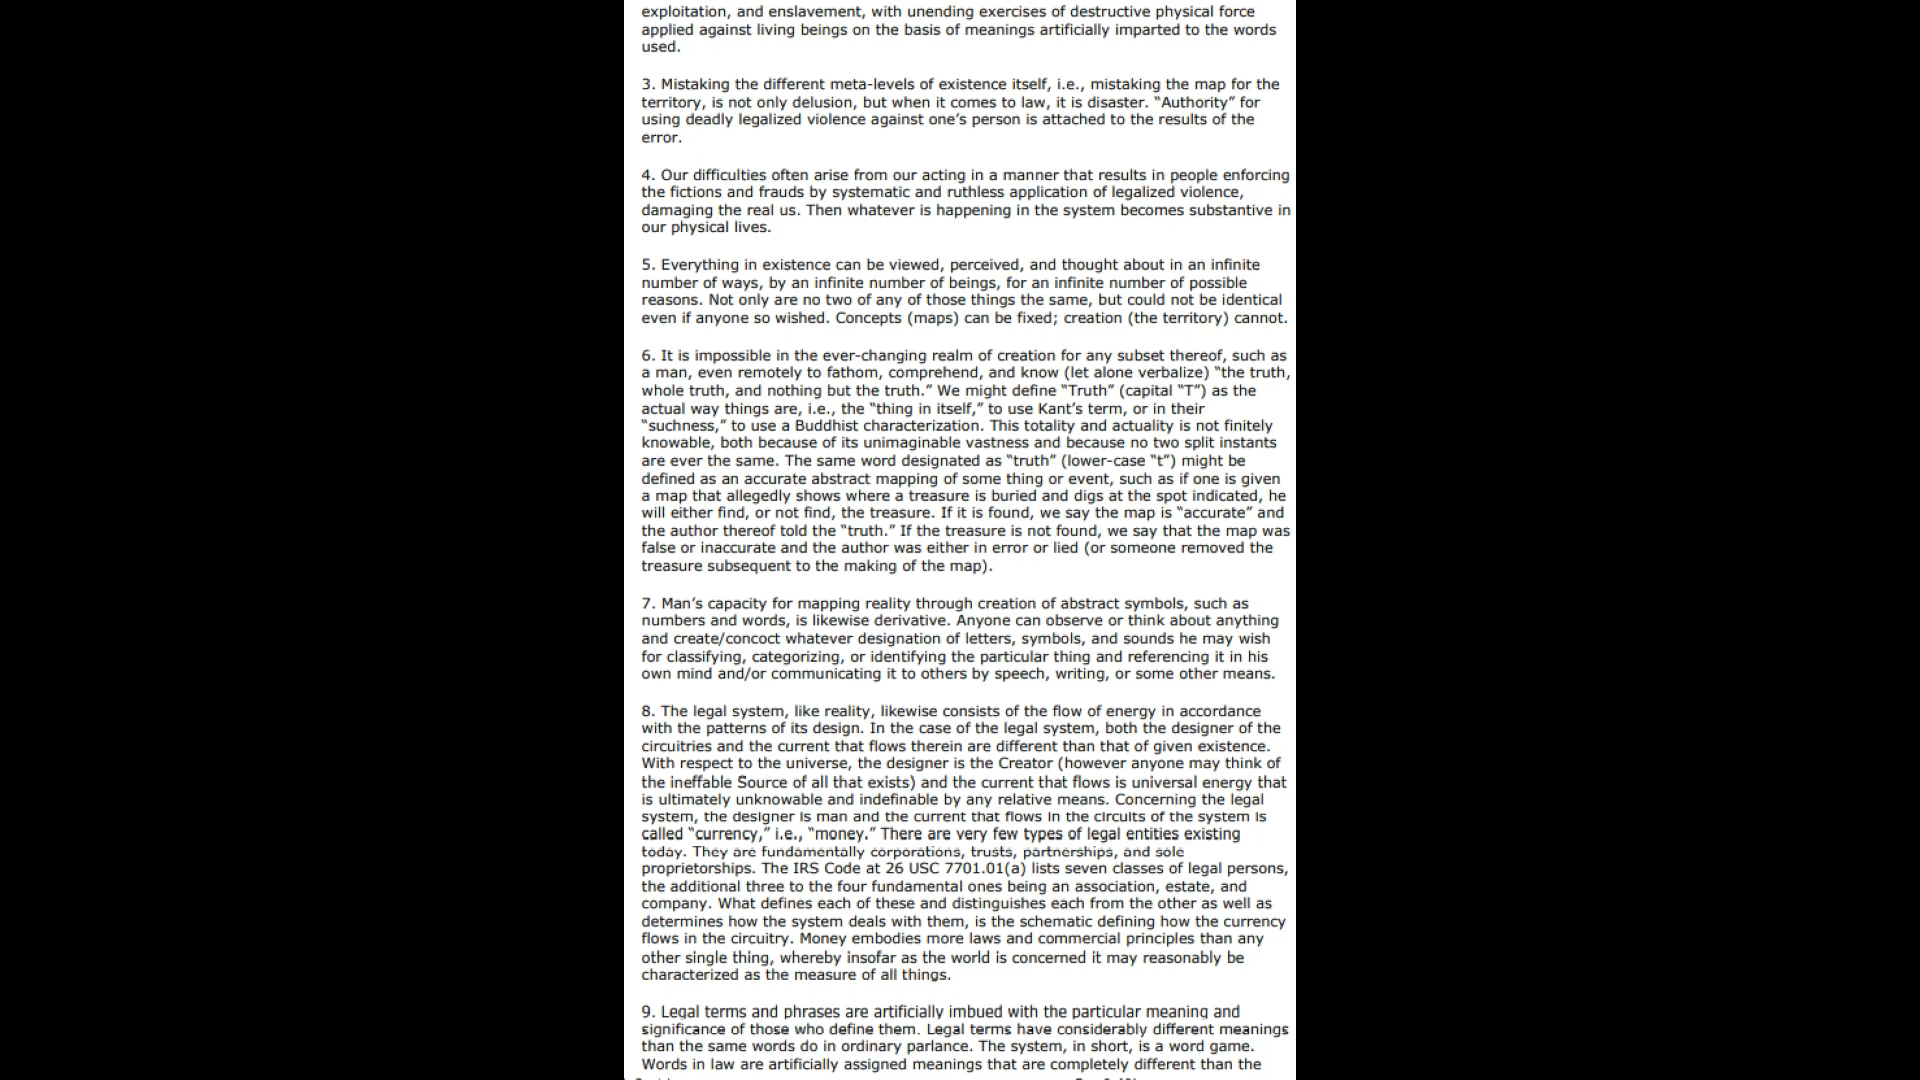 exploitation, and enslavement, with unending exercises of destructive physical force
applied against living beings on the basis of meanings artificially imparted to the words
used.
3. Mistaking the different meta-levels of existence itself, i.e., mistaking the map for the
territory, is not only delusion, but when it comes to law, it is disaster. “Authority” for
using deadly legalized violence against one’s person is attached to the results of the
error.
4. Our difficulties often arise from our acting in a manner that results in people enforcing
the fictions and frauds by systematic and ruthless application of legalized violence,
damaging the real us. Then whatever is happening in the system becomes substantive in
our physical lives.
5. Everything in existence can be viewed, perceived, and thought about in an infinite
number of ways, by an infinite number of beings, for an infinite number of possible
reasons. Not only are no two of any of those things the same, but could not be identical
even if anyone so wished. Concepts (maps) can be fixed; creation (the territory) cannot.
6. It is impossible in the ever-changing realm of creation for any subset thereof, such as
a man, even remotely to fathom, comprehend, and know (let alone verbalize) “the truth,
whole truth, and nothing but the truth.” We might define “Truth” (capital “T”) as the
actual way things are, i.e., the “thing in itself,” to use Kant’s term, or in their
“suchness,” to use a Buddhist characterization. This totality and actuality is not finitely
knowable, both because of its unimaginable vastness and because no two split instants
are ever the same. The same word designated as “truth” (lower-case “t”) might be
defined as an accurate abstract mapping of some thing or event, such as if one is given
a map that allegedly shows where a treasure is buried and digs at the spot indicated, he
will either find, or not find, the treasure. If it is found, we say the map is “accurate” and
the author thereof told the “truth.” If the treasure is not found, we say that the map was
false or inaccurate and the author was either in error or lied (or someone removed the
treasure subsequent to the making of the map).
7. Man’s capacity for mapping reality through creation of abstract symbols, such as
numbers and words, is likewise derivative. Anyone can observe or think about anything
and create/concoct whatever designation of letters, symbols, and sounds he may wish
for classifying, categorizing, or identifying the particular thing and referencing it in his
own mind and/or communicating it to others by speech, writing, or some other means.
8. The legal system, like reality, likewise consists of the flow of energy in accordance
with the patterns of its design. In the case of the legal system, both the designer of the
circuitries and the current that flows therein are different than that of given existence.
With respect to the universe, the designer is the Creator (however anyone may think of
the ineffable Source of all that exists) and the current that flows is universal energy that
is ultimately unknowable and indefinable by any relative means. Concerning the legal
system, the designer is man and the current that flows in the circuits of the system is
called “currency,” i.e., “money.” There are very few types of legal entities existing
today. They are fundamentally corporations, trusts, partnerships, and sole
proprietorships. The IRS Code at 26 USC 7701.01(a) lists seven classes of legal persons,
the additional three to the four fundamental ones being an association, estate, and
company. What defines each of these and distinguishes each from the other as well as
determines how the system deals with them, is the schematic defining how the currency
flows in the circuitry. Money embodies more laws and commercial principles than any
other single thing, whereby insofar as the world is concerned it may reasonably be
characterized as the measure of all things.
9. Legal terms and phrases are artificially imbued with the particular meaning and
significance of those who define them. Legal terms have considerably different meanings
than the same words do in ordinary parlance. The system, in short, is a word game.
Words in law are artificially assigned meanings that are completely different than the